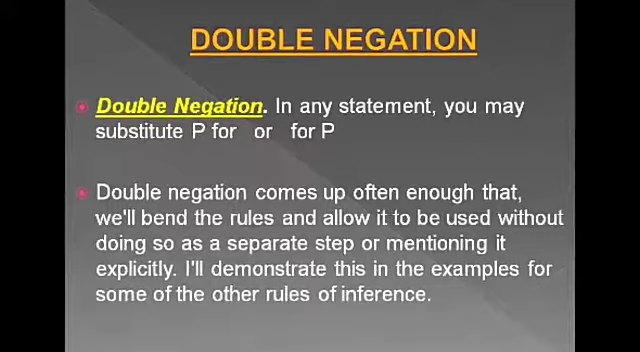 DOUBLE NEGATION
Double Negation. In any statement, you may
substitute P for or for P
Double negation comes up often enough that,
we'll bend the rules and allow it to be used without
doing so as a separate step or mentioning it
explicitly. I'll demonstrate this in the examples for
some of the other rules of inference.